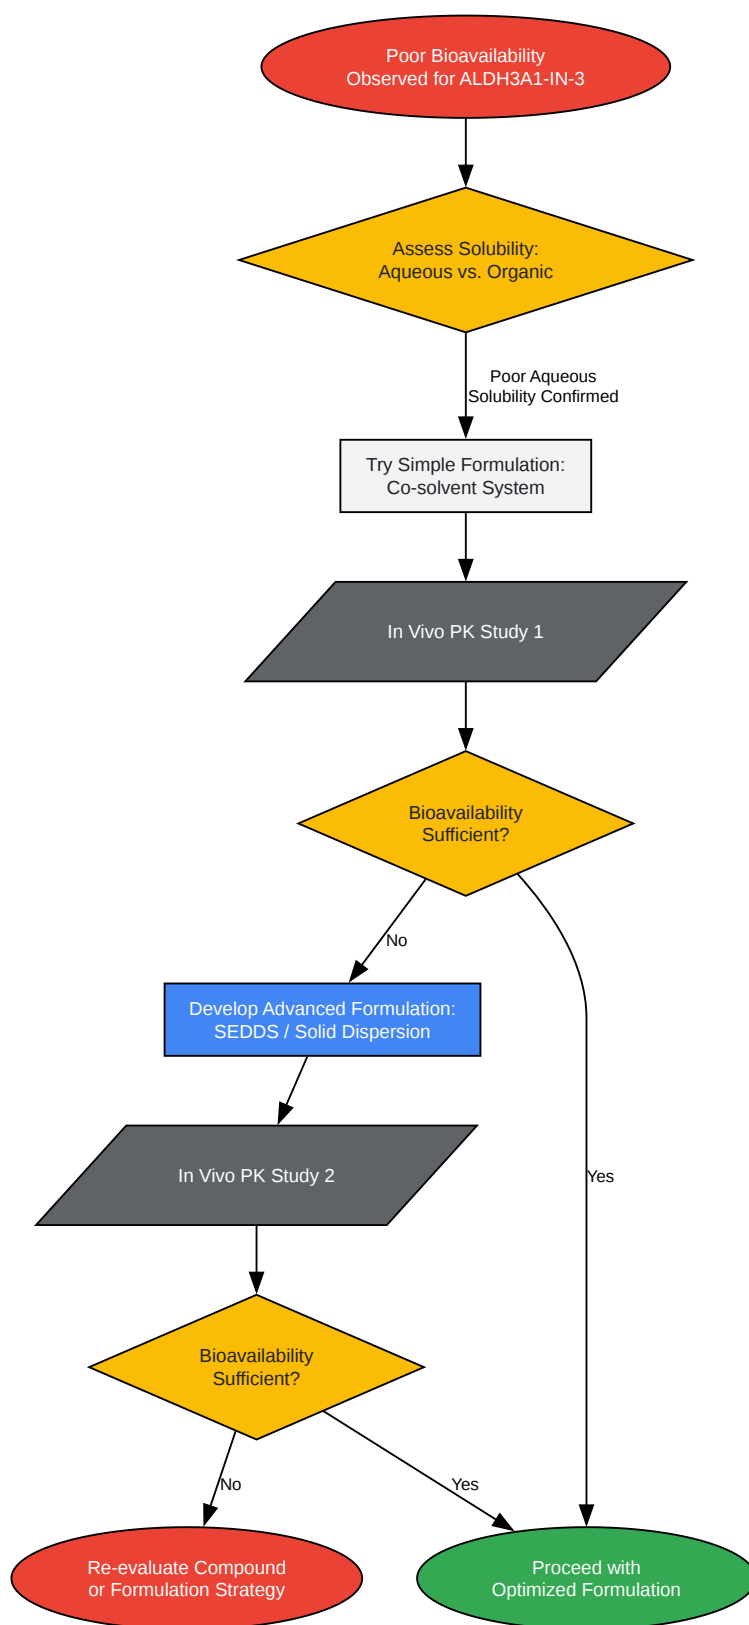 Poor Bioavailability
Observed for ALDH3A1-IN-3
Assess Solubility:
Aqueous vs. Organic
Poor Aqueous
Solubility Confirmed
Try Simple Formulation:
Co-solvent System
In Vivo PK Study 1
Bioavailability
Sufficient?
No
Develop Advanced Formulation:
SEDDS / Solid Dispersion
In Vivo PK Study 2
Yes
Bioavailability
Sufficient?
No
Yes
Re-evaluate Compound
or Formulation Strategy
Proceed with
Optimized Formulation